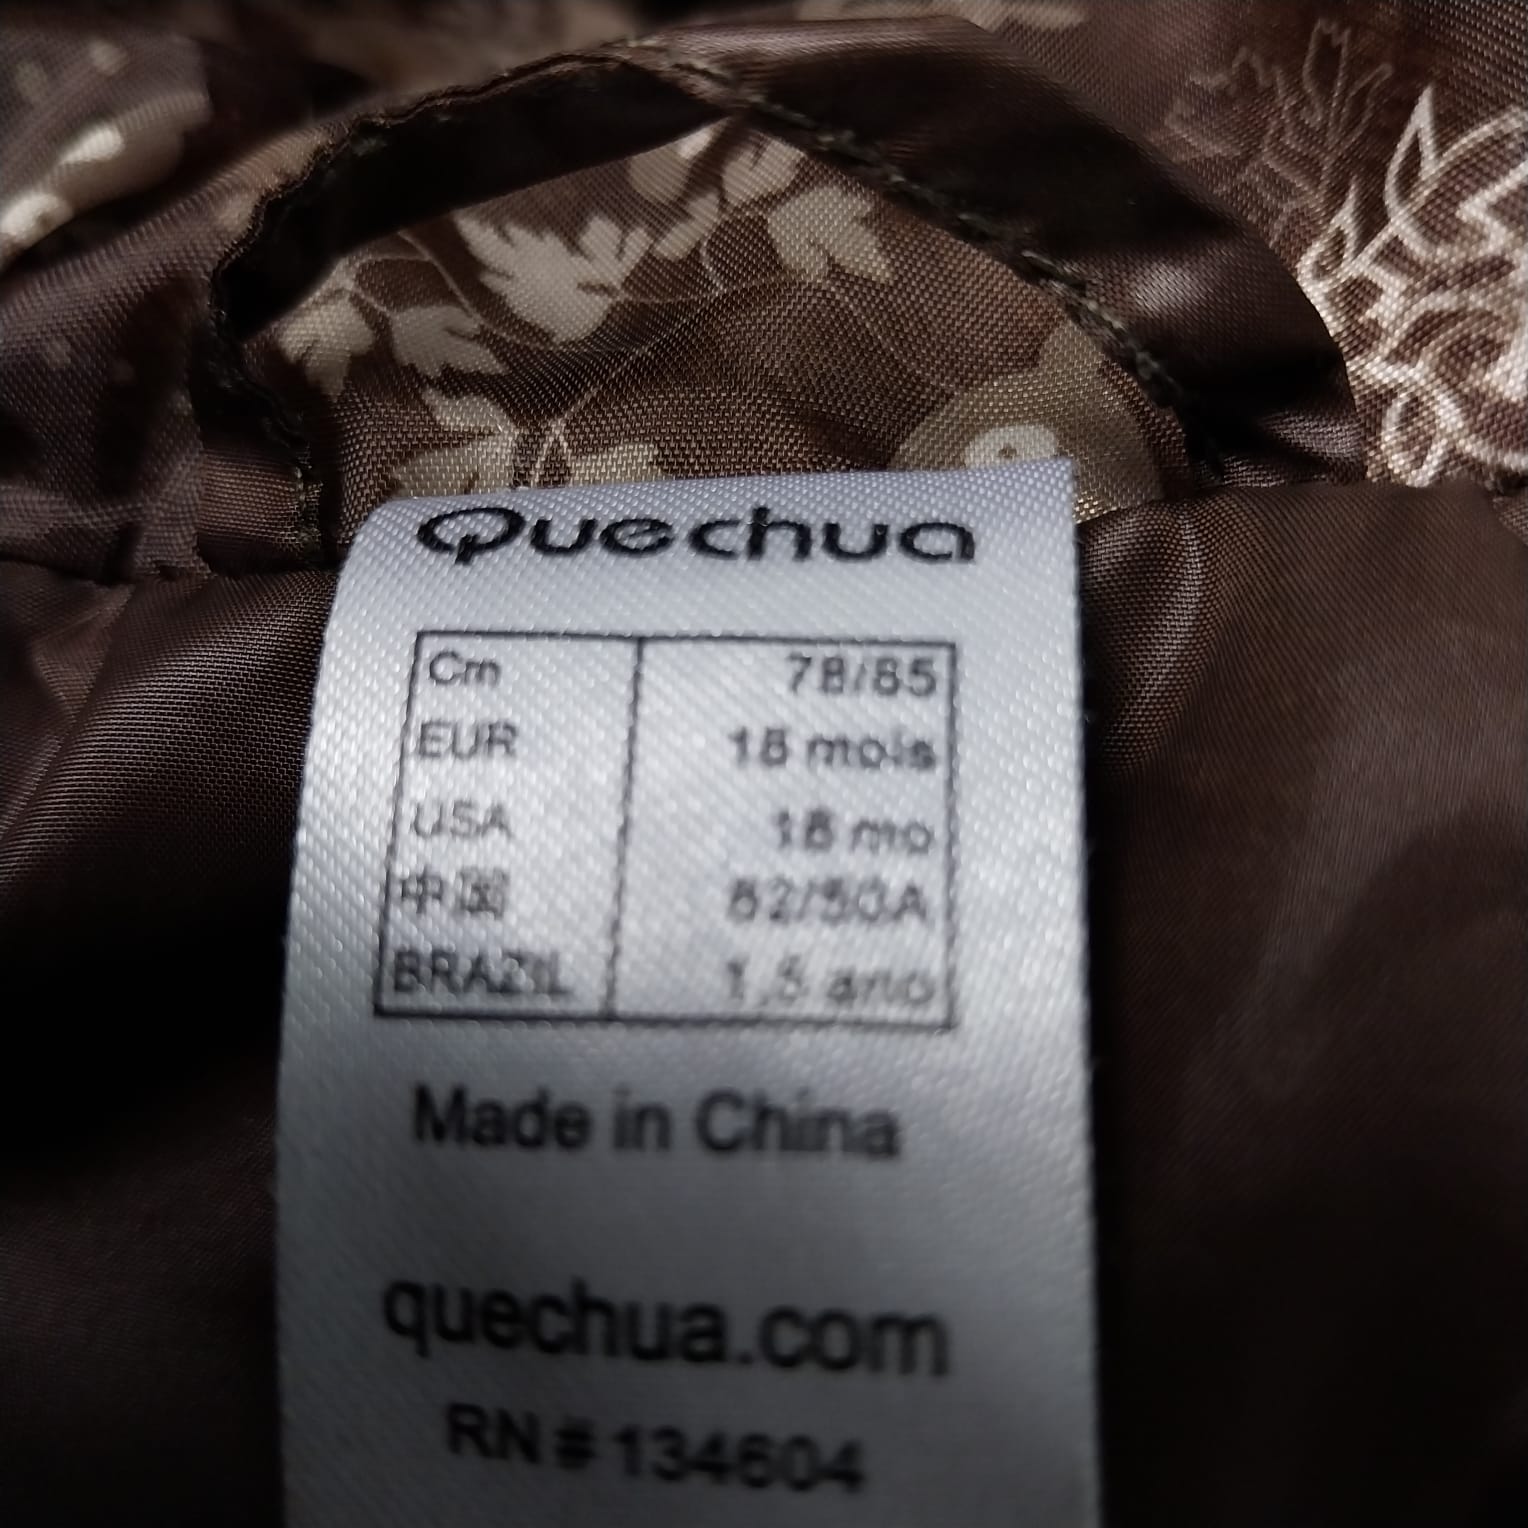 Quechua
Cm 78/85
EUR 18 mois
USA 18 mo
中国 82/50A
BRAZIL 1,5 ano
Made in China
quechua.com
RN#134604